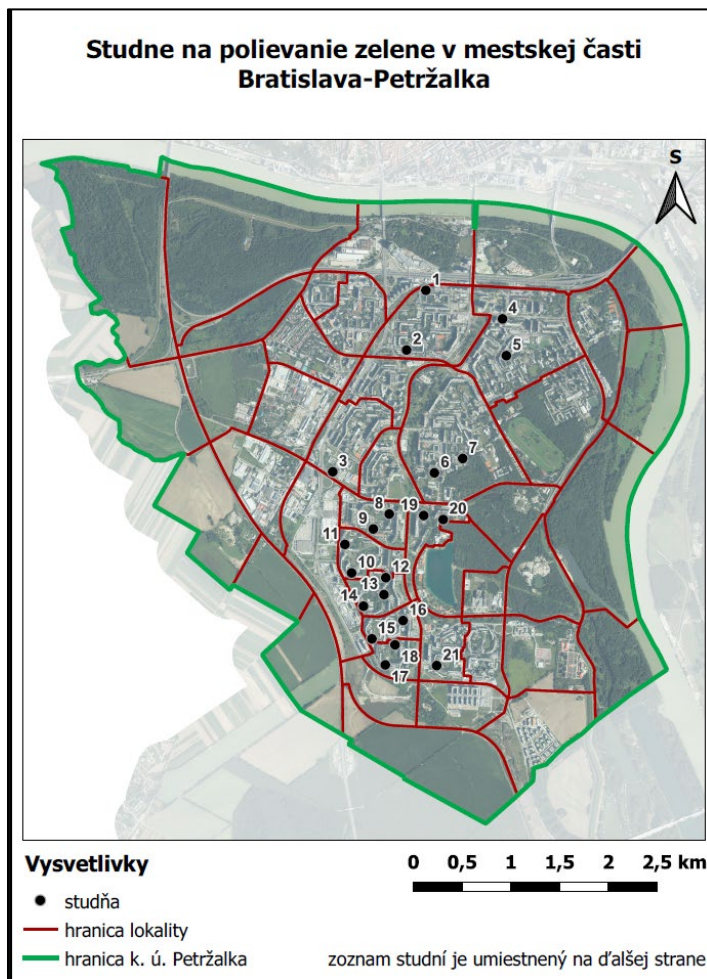 Studne na polievanie zelene v mestskej časti
Bratislava-Petržalka
S
1
4
2
5
3
7
6
8
19
20
9
11
10
12
13
14
16
15
18
21
17
Vysvetlivky
0 0,5 1 1,5 2 2,5 km
studňa
hranica lokality
hranica k. ú. Petržalka
zoznam studní je umiestnený na ďalšej strane